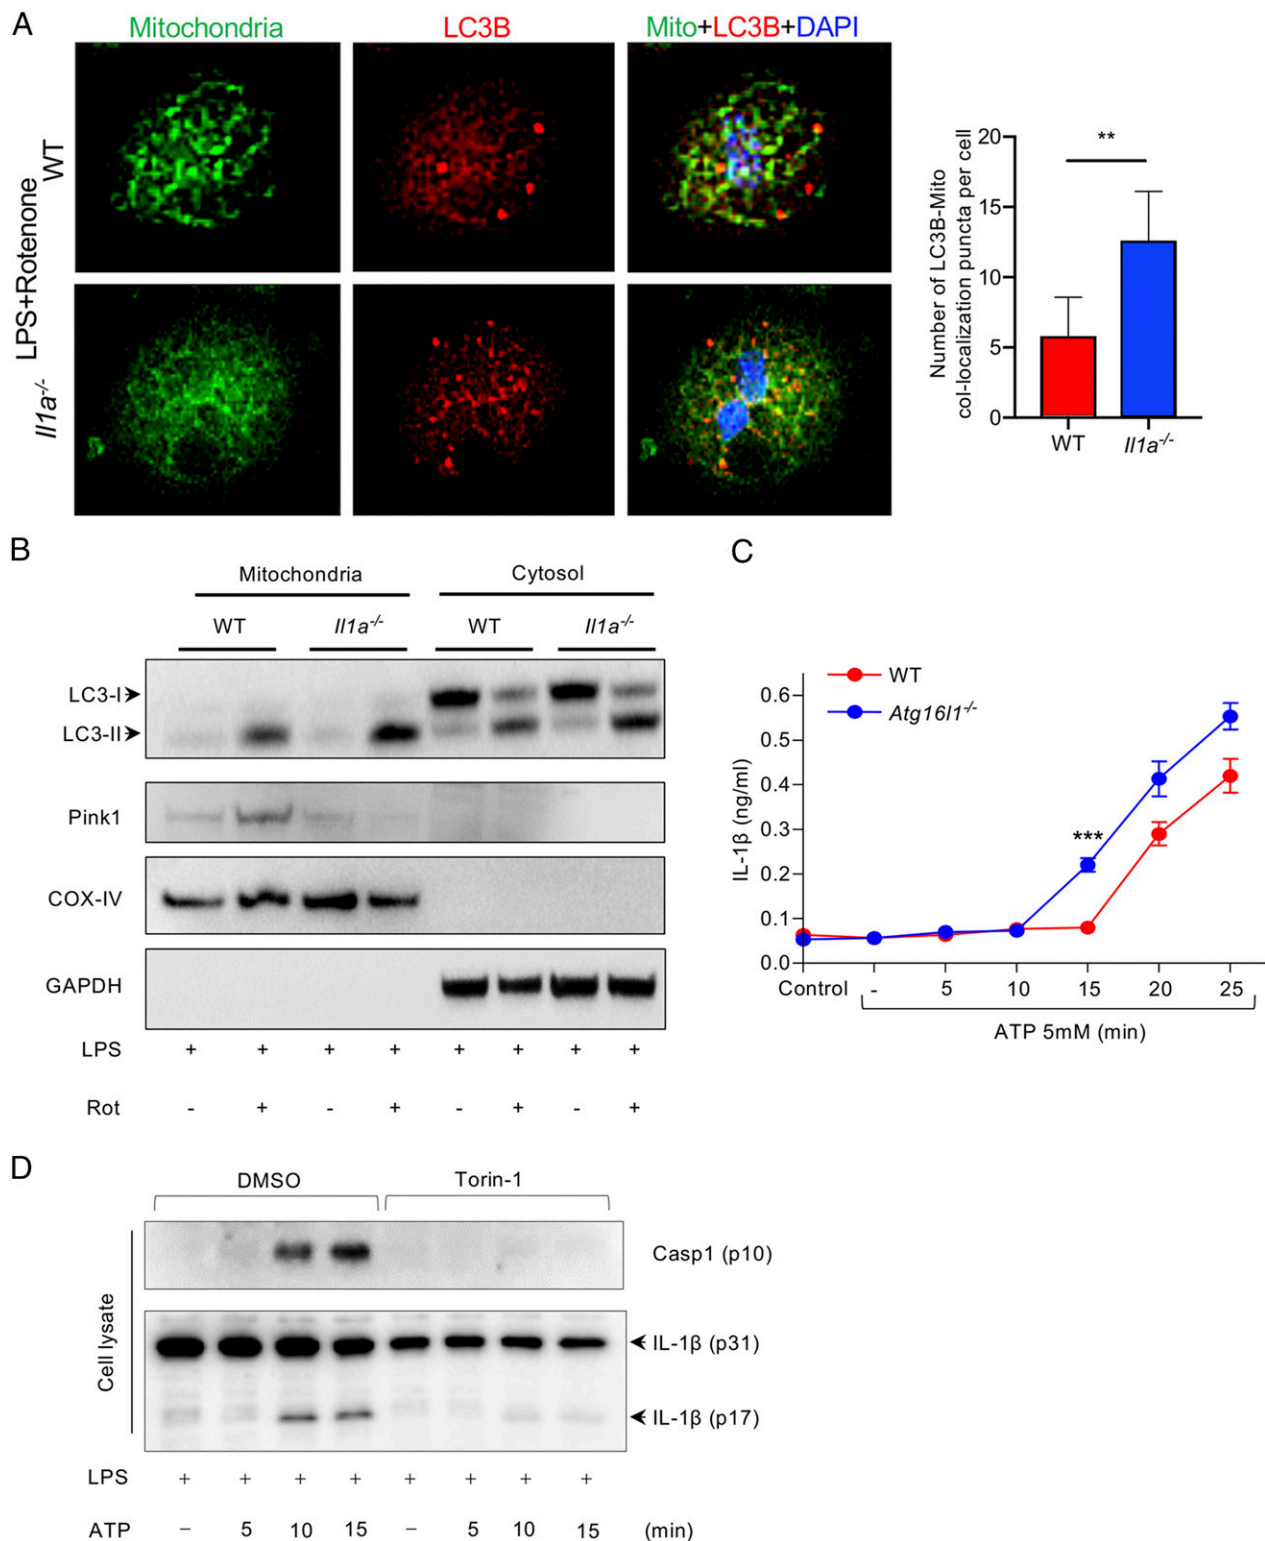 A
Mitochondria LC3B Mito+LC3B+DAPI
LPS+Rotenone
WT
Il1a-/-
Number of LC3B-Mito
col-localization puncta per cell
20
15
10
5
0
**
WT Il1a-/-
B
Mitochondria Cytosol
WT Il1a-/- WT Il1a-/-
LC3-I
LC3-II
Pink1
COX-IV
GAPDH
LPS + + + + + + + +
Rot - + - + - + - +
C
WT
Atg16l1-/-
IL-1β (ng/ml)
0.6
0.5
0.4
0.3
0.2
0.1
0.0
***
Control - 5 10 15 20 25
ATP 5mM (min)
D
DMSO Torin-1
Cell lysate
Casp1 (p10)
IL-1β (p31)
IL-1β (p17)
LPS + + + + + + + +
ATP – 5 10 15 – 5 10 15 (min)